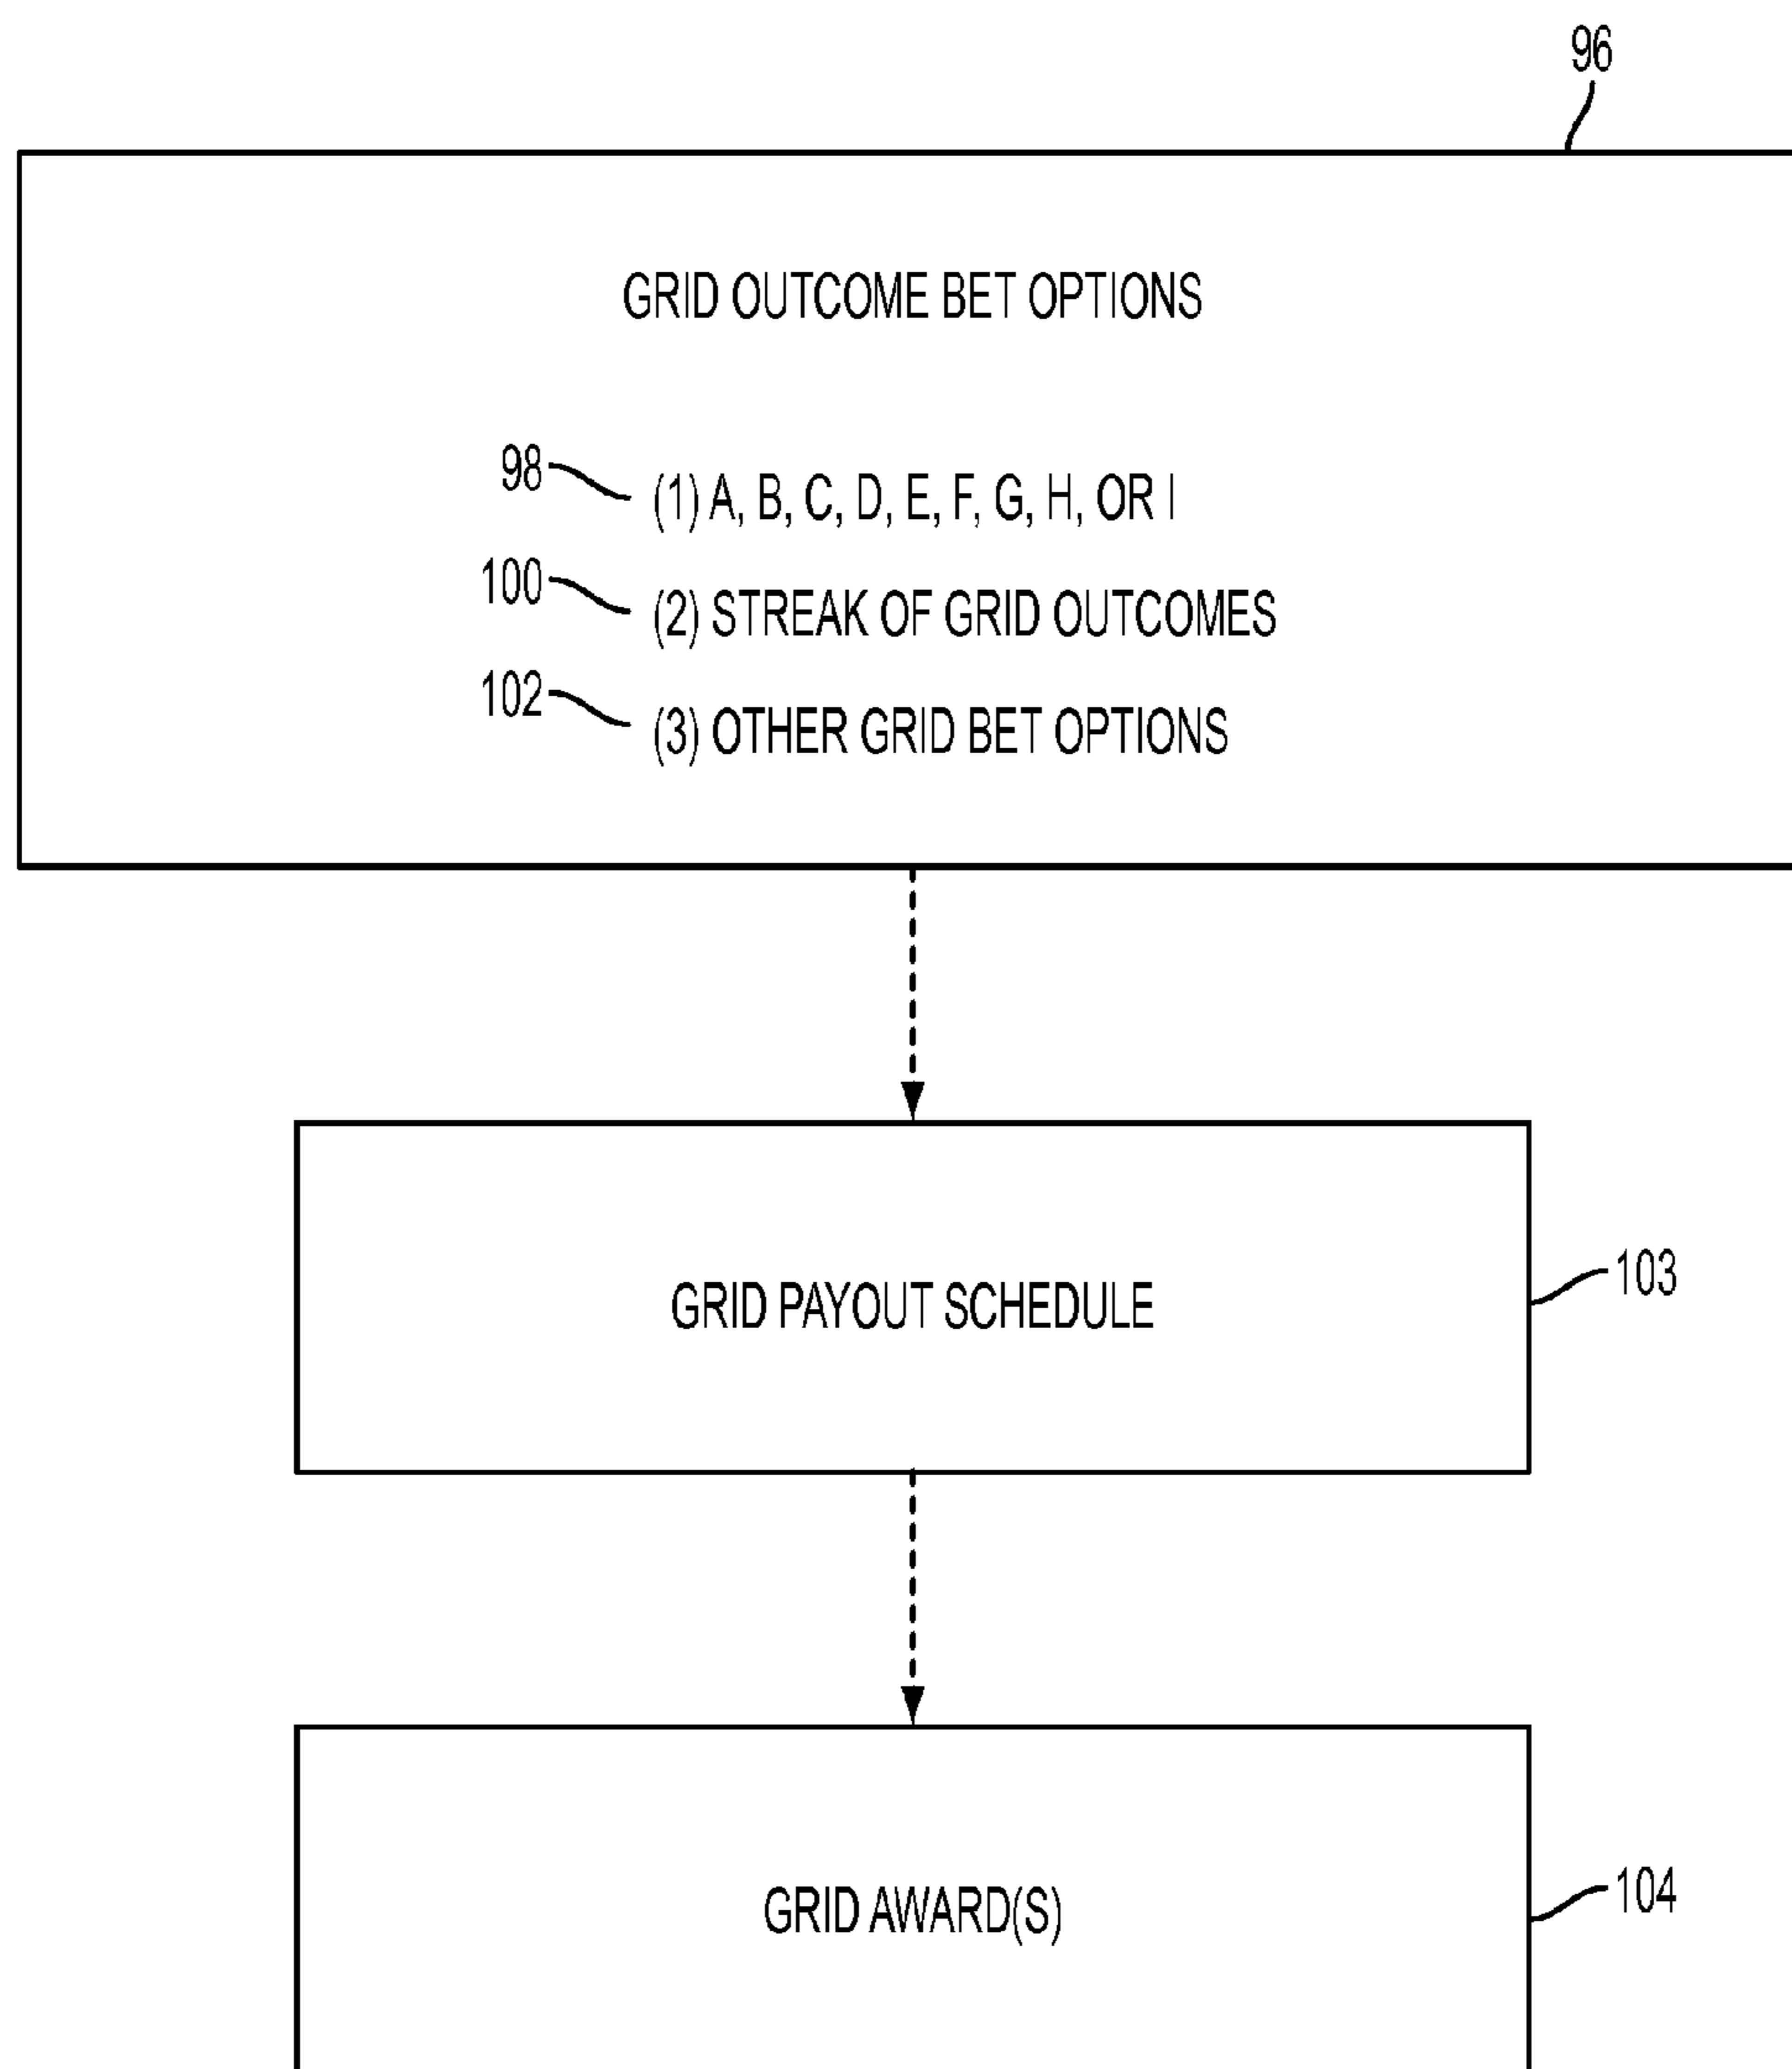 96
GRID OUTCOME BET OPTIONS
98 (1) A, B, C, D, E, F, G, H, OR I
100 (2) STREAK OF GRID OUTCOMES
102 (3) OTHER GRID BET OPTIONS
GRID PAYOUT SCHEDULE 103
GRID AWARD(S) 104